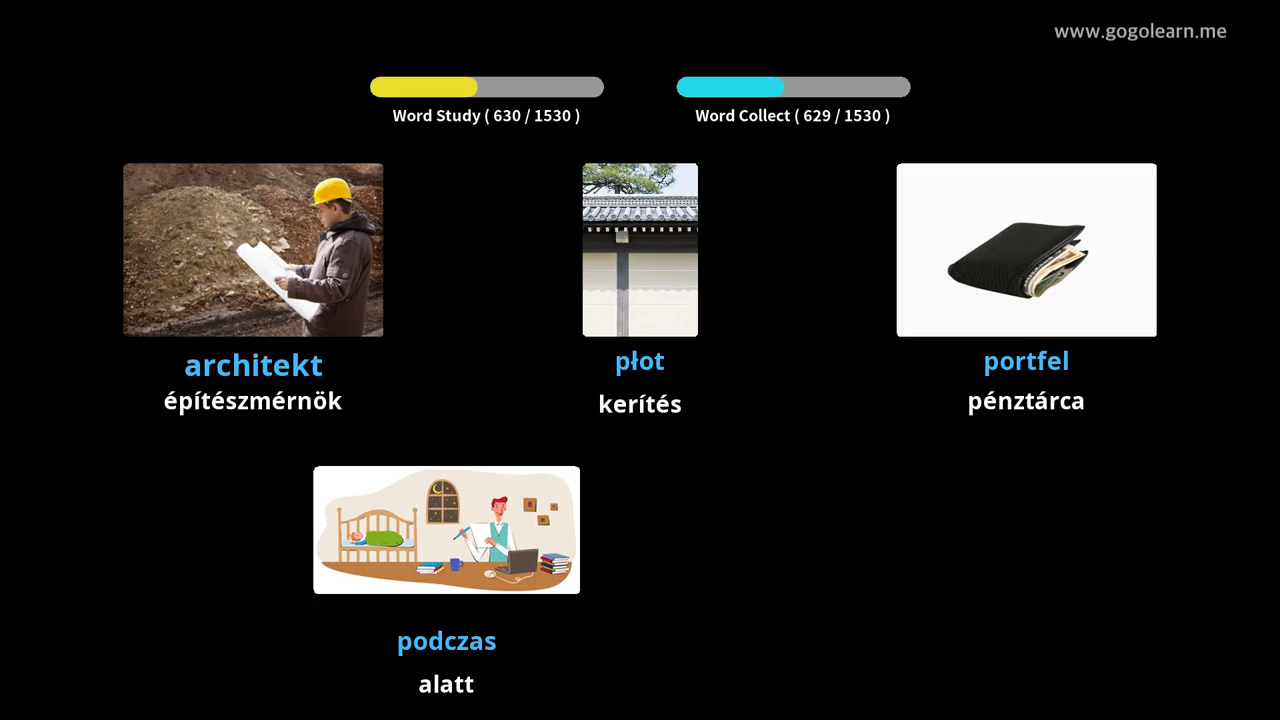 www.gogolearn.me
Word Study ( 630 / 1530 )
Word Collect ( 629 / 1530 )
architekt
építészmérnök
płot
kerítés
portfel
pénztárca
podczas
alatt